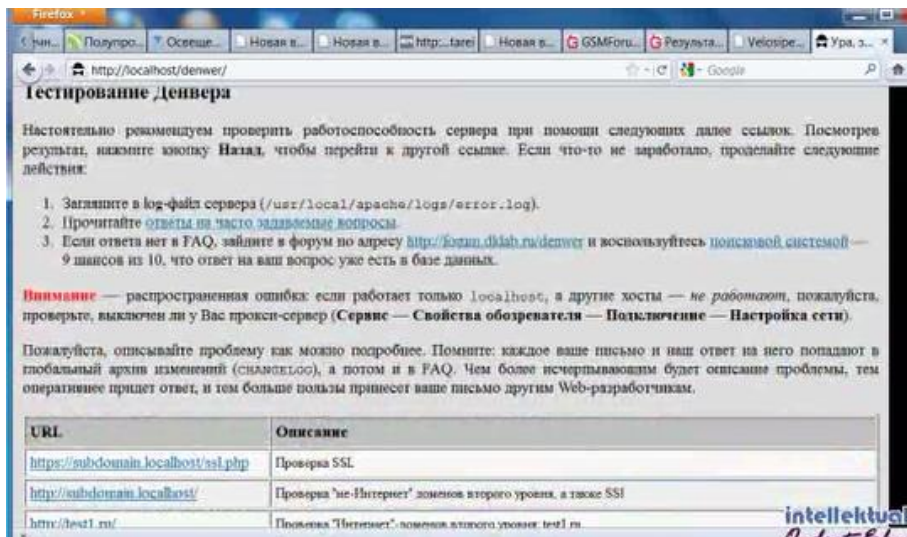 Firefox
Полупро...
Освеще...
Новая в...
Новая в...
http:...tarei
Новая в...
GSMForu...
Результа...
Velosipe...
Ура, з...
http://localhost/denwer/
Google
Тестирование Денвера
Настоятельно рекомендуем проверить работоспособность сервера при помощи следующих далее ссылок. Посмотрев
результат, нажмите кнопку Назад, чтобы перейти к другой ссылке. Если что-то не заработало, проделайте следующие
действия:
1. Загляните в log-файл сервера (/usr/local/apache/logs/error.log).
2. Прочитайте ответы на часто задаваемые вопросы.
3. Если ответа нет в FAQ, зайдите в форум по адресу http://forum.dklab.ru/denwer и воспользуйтесь поисковой системой —
9 шансов из 10, что ответ на ваш вопрос уже есть в базе данных.
Внимание — распространенная ошибка: если работает только localhost, а другие хосты — не работают, пожалуйста,
проверьте, выключен ли у Вас прокси-сервер (Сервис — Свойства обозревателя — Подключение — Настройка сети).
Пожалуйста, описывайте проблему как можно подробнее. Помните: каждое ваше письмо и наш ответ на него попадают в
глобальный архив изменений (CHANGELOG), а потом и в FAQ. Чем более исчерпывающим будет описание проблемы, тем
оперативнее придет ответ, и тем больше пользы принесет ваше письмо другим Web-разработчикам.
URL Описание
https://subdomain.localhost/ssl.php Проверка SSL
http://subdomain.localhost/ Проверка "не-Интернет" доменов второго уровня, а также SSI
http://test1.ru/ Проверка "Интернет"-доменов второго уровня: test1.ru
intellektual